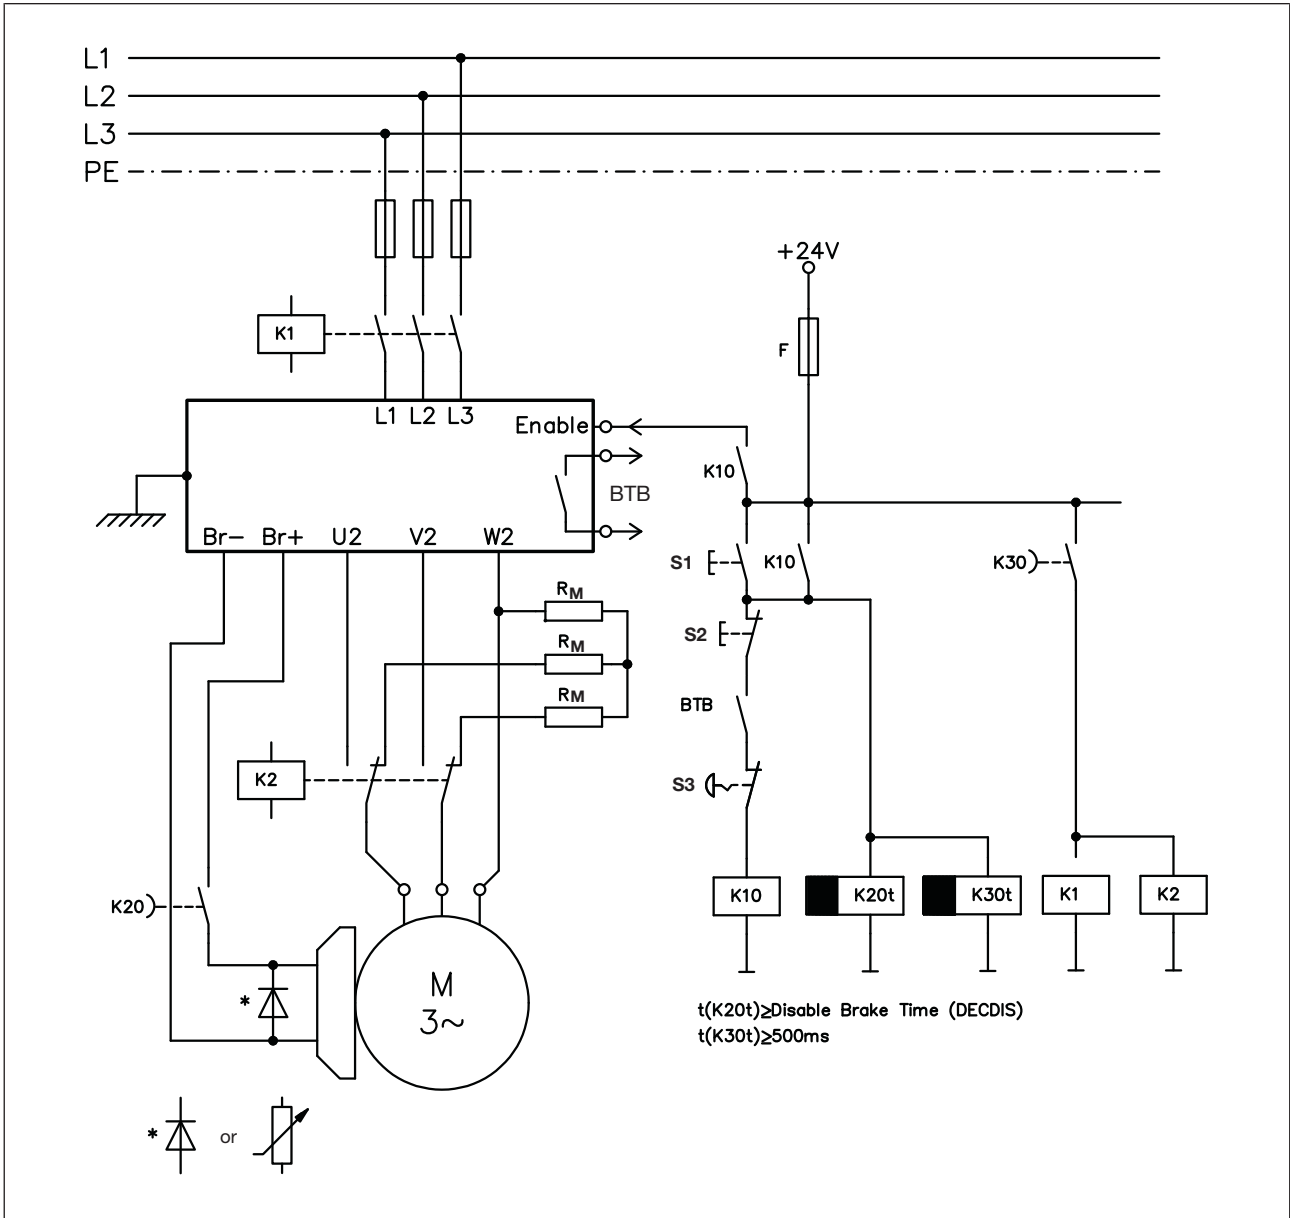 L1
L2
L3
PE
+24V
F
K1
L1 L2 L3
Enable
K10
BTB
Br- Br+ U2 V2 W2
S1
K10
K30
RM
S2
RM
RM
BTB
K2
S3
K20
K10
K20t
K30t
K1
K2
*
M
3~
t(K20t)≥Disable Brake Time (DECDIS)
t(K30t)≥500ms
* or